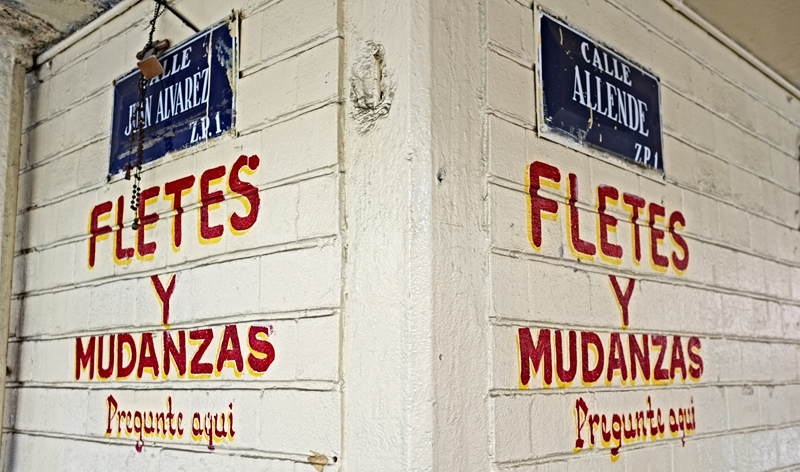 CALLE
JUAN ALVAREZ
Z.P. 1
FLETES
Y
MUDANZAS
Pregunte aqui
CALLE
ALLENDE
Z.P. 1
FLETES
Y
MUDANZAS
Pregunte aqui